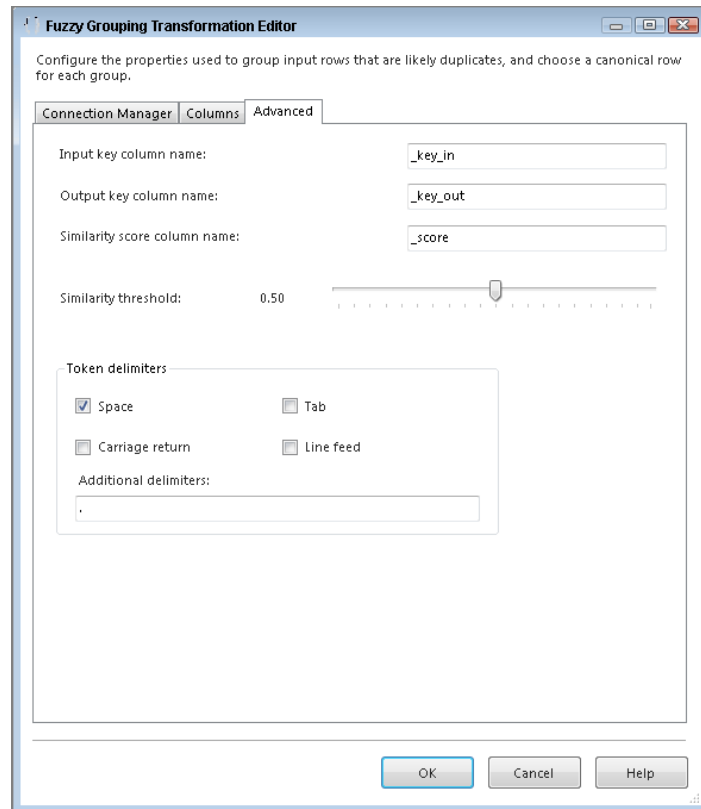 Fuzzy Grouping Transformation Editor
Configure the properties used to group input rows that are likely duplicates, and choose a canonical row
for each group.
Connection Manager Columns Advanced
Input key column name: _key_in
Output key column name: _key_out
Similarity score column name: _score
Similarity threshold: 0.50
Token delimiters
Space Tab
Carriage return Line feed
Additional delimiters:
.
OK Cancel Help